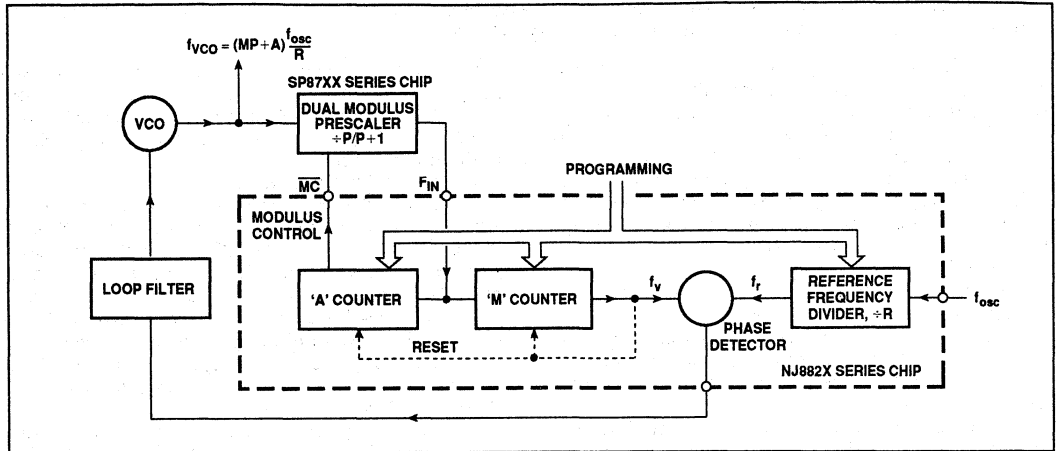 fVCO = (MP+A) fosc
R
SP87XX SERIES CHIP
DUAL MODULUS
PRESCALER
÷P/P+1
VCO
MC
FIN
PROGRAMMING
MODULUS
CONTROL
LOOP FILTER
'A' COUNTER
'M' COUNTER
fv
fr
REFERENCE
FREQUENCY
DIVIDER, ÷R
fosc
RESET
PHASE
DETECTOR
NJ882X SERIES CHIP